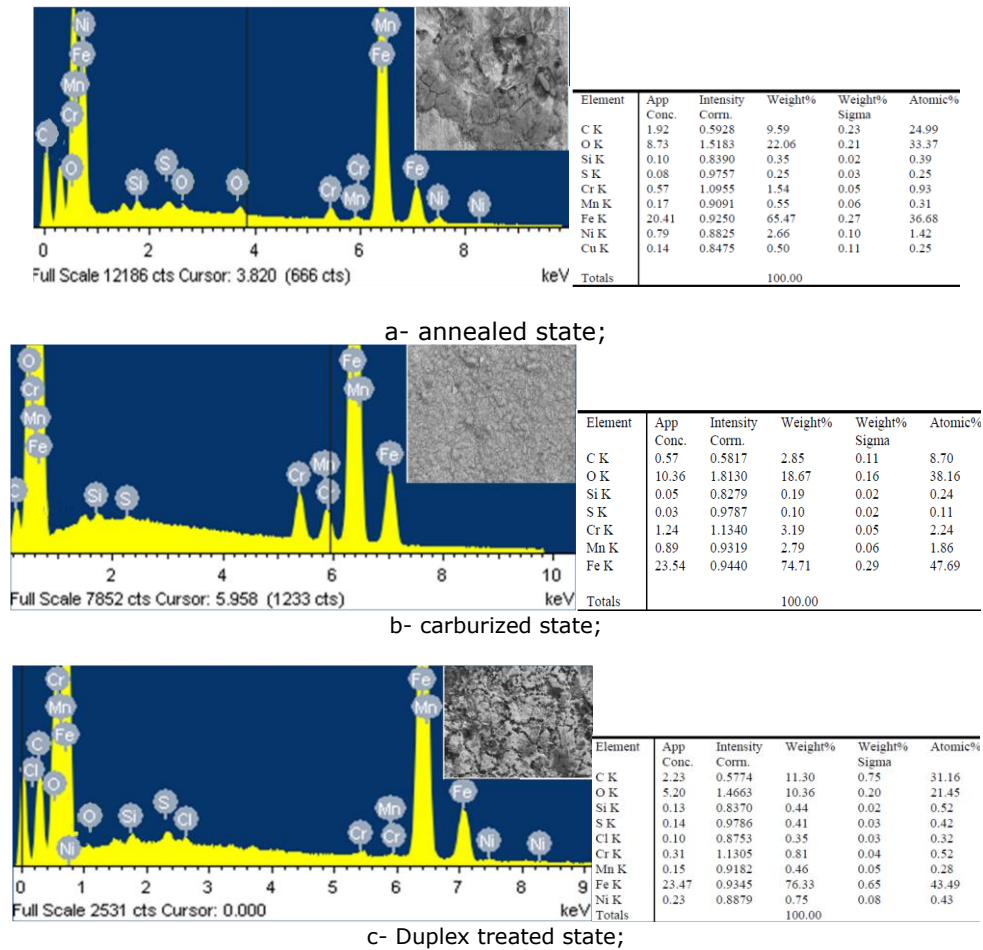 Ni
Mn
Fe
Fe
Mn
Cr
C
O
Si
S
O
O
Cr
Cr
Mn
Fe
Ni
Ni
0 2 4 6 8
Full Scale 12186 cts Cursor: 3.820 (666 cts) keV
Element App Conc. Intensity Corrn. Weight% Weight% Sigma Atomic%
C K 1.92 0.5928 9.59 0.23 24.99
O K 8.73 1.5183 22.06 0.21 33.37
Si K 0.10 0.8390 0.35 0.02 0.39
S K 0.08 0.9757 0.25 0.03 0.25
Cr K 0.57 1.0955 1.54 0.05 0.93
Mn K 0.17 0.9091 0.55 0.06 0.31
Fe K 20.41 0.9250 65.47 0.27 36.68
Ni K 0.79 0.8825 2.66 0.10 1.42
Cu K 0.14 0.8475 0.50 0.11 0.25
Totals 100.00
a- annealed state;
O
Cr
Mn
Fe
C
Si
S
Cr
Mn
C
Fe
Mn
Fe
2 4 6 8 10
Full Scale 7852 cts Cursor: 5.958 (1233 cts) keV
Element App Conc. Intensity Corrn. Weight% Weight% Sigma Atomic%
C K 0.57 0.5817 2.85 0.11 8.70
O K 10.36 1.8130 18.67 0.16 38.16
Si K 0.05 0.8279 0.19 0.02 0.24
S K 0.03 0.9787 0.10 0.02 0.11
Cr K 1.24 1.1340 3.19 0.05 2.24
Mn K 0.89 0.9319 2.79 0.06 1.86
Fe K 23.54 0.9440 74.71 0.29 47.69
Totals 100.00
b- carburized state;
Cr
Mn
Fe
C
Cl
O
Ni
O
Si
S
Cl
Cr
Mn
Cr
Fe
Mn
Fe
Ni
Ni
0 1 2 3 4 5 6 7 8 9
Full Scale 2531 cts Cursor: 0.000 keV
Element App Conc. Intensity Corrn. Weight% Weight% Sigma Atomic%
C K 2.23 0.5774 11.30 0.75 31.16
O K 5.20 1.4663 10.36 0.20 21.45
Si K 0.13 0.8370 0.44 0.02 0.52
S K 0.14 0.9786 0.41 0.03 0.42
Cl K 0.10 0.8753 0.35 0.03 0.32
Cr K 0.31 1.1305 0.81 0.04 0.52
Mn K 0.15 0.9182 0.46 0.05 0.28
Fe K 23.47 0.9345 76.33 0.65 43.49
Ni K 0.23 0.8879 0.75 0.08 0.43
Totals 100.00
c- Duplex treated state;